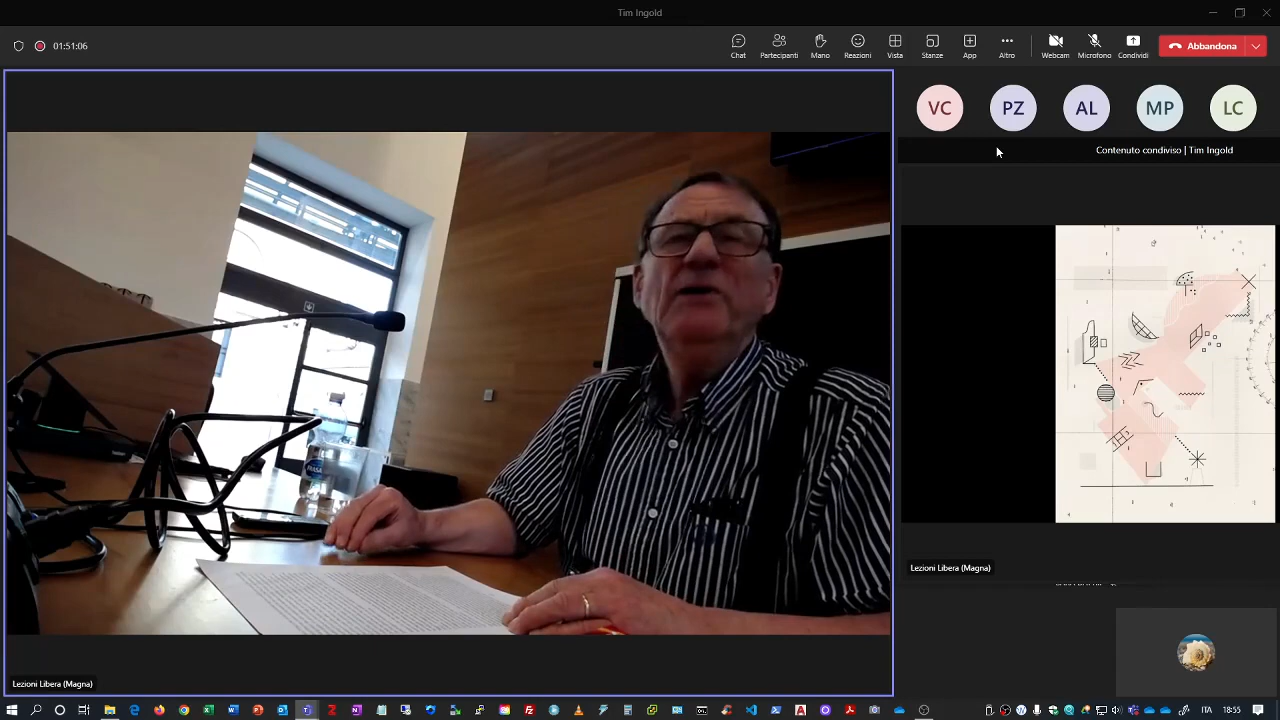 Tim Ingold
01:51:06
Chat
Partecipanti
Mano
Reazioni
Vista
Stanze
App
Altro
Webcam
Microfono
Condividi
Abbandona
VC
PZ
AL
MP
LC
Contenuto condiviso | Tim Ingold
Lezioni Libera (Magna)
Lezioni Libera (Magna)
ITA
18:55